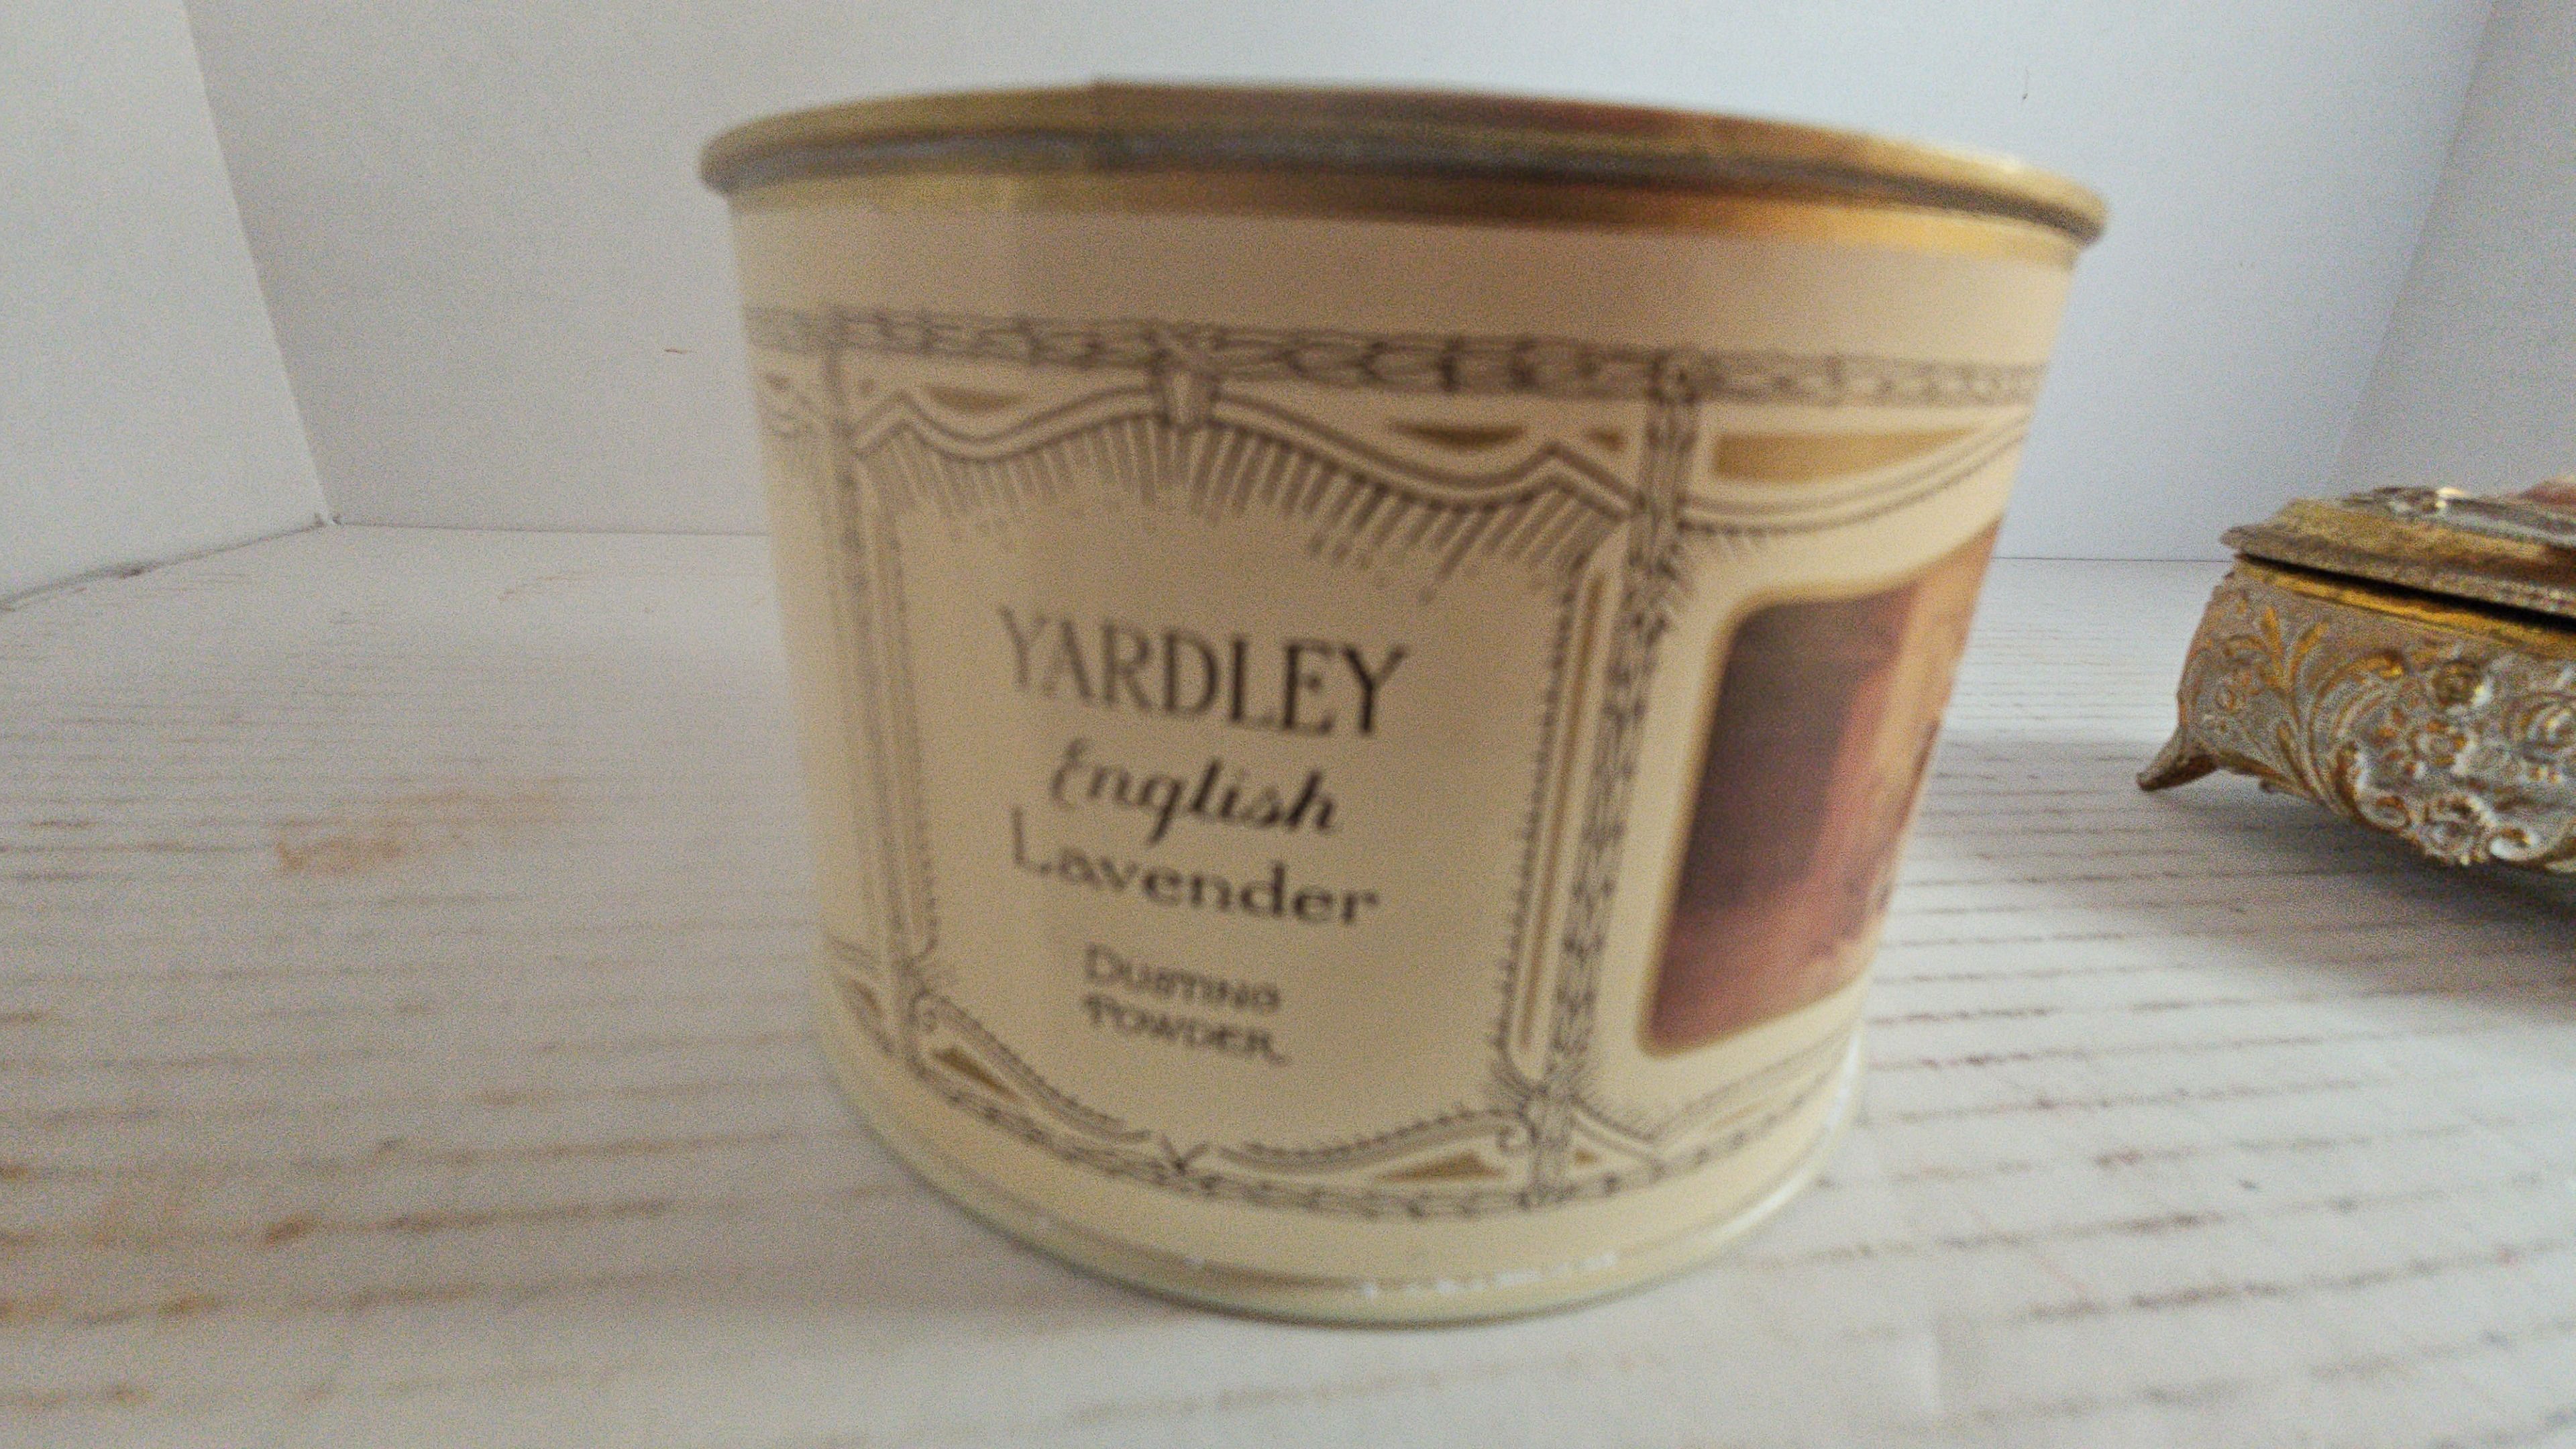 YARDLEY
English
Lavender
DUSTING
POWDER